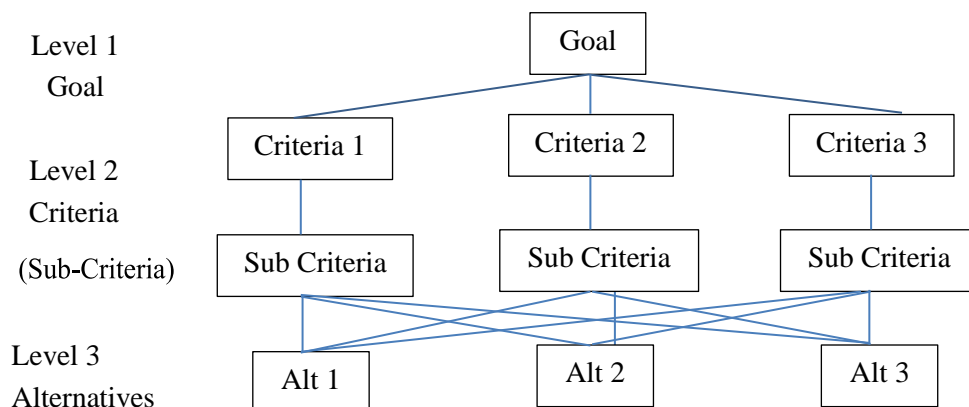 Level 1
Goal
Goal
Criteria 1
Criteria 2
Criteria 3
Level 2
Criteria
(Sub-Criteria)
Sub Criteria
Sub Criteria
Sub Criteria
Level 3
Alternatives
Alt 1
Alt 2
Alt 3